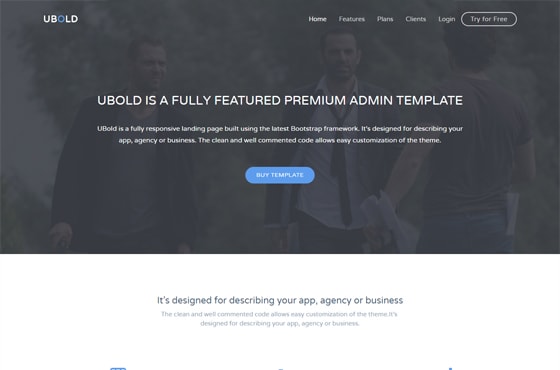 UBOLD
Home Features Plans Clients Login Try for Free
UBOLD IS A FULLY FEATURED PREMIUM ADMIN TEMPLATE
UBold is a fully responsive landing page built using the latest Bootstrap framework. It's designed for describing your
app, agency or business. The clean and well commented code allows easy customization of the theme.
BUY TEMPLATE
It's designed for describing your app, agency or business
The clean and well commented code allows easy customization of the theme.It's
designed for describing your app, agency or business.